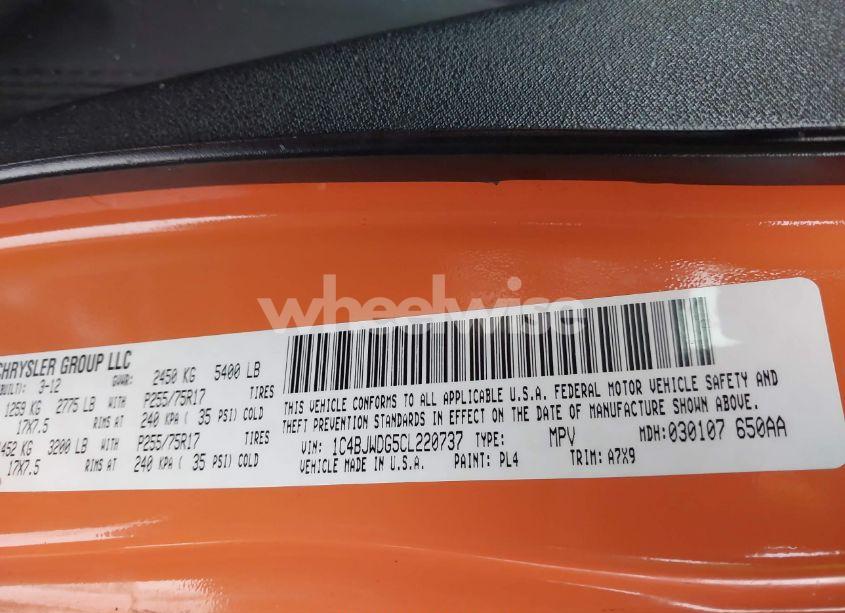 wheelwise
CHRYSLER GROUP LLC
BUILT): 3-12 GVWR: 2450 KG 5400 LB
1259 KG 2775 LB WITH P255/75R17 TIRES
17X7.5 RIMS AT 240 KPA ( 35 PSI) COLD
452 KG 3200 LB WITH P255/75R17 TIRES
17X7.5 RIMS AT 240 KPA ( 35 PSI) COLD
THIS VEHICLE CONFORMS TO ALL APPLICABLE U.S.A. FEDERAL MOTOR VEHICLE SAFETY AND
THEFT PREVENTION STANDARDS IN EFFECT ON THE DATE OF MANUFACTURE SHOWN ABOVE.
VIN: 1C4BJWDG5CL220737 TYPE: MPV MDH: 030107 650AA
VEHICLE MADE IN U.S.A. PAINT: PL4 TRIM: A7X9